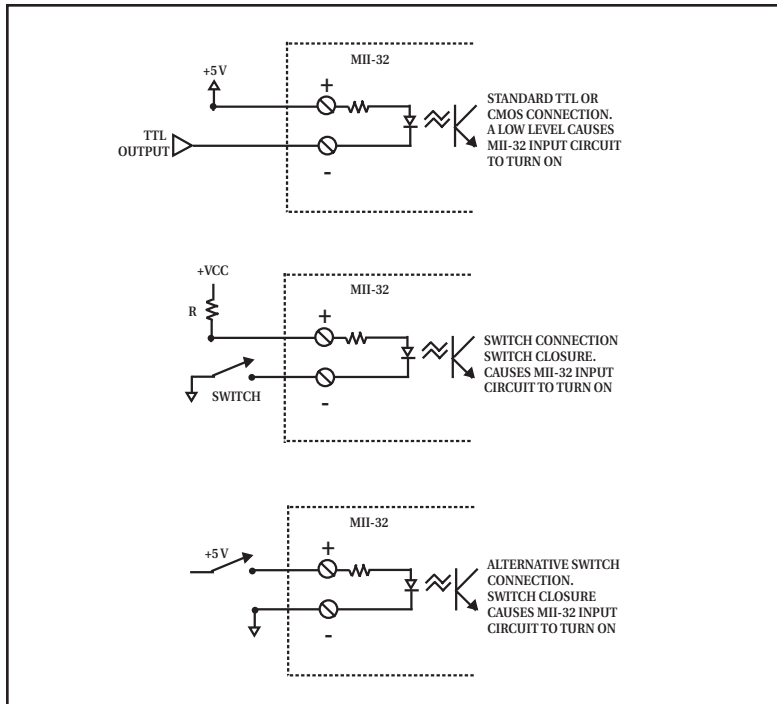 MII-32
+5 V
+
TTL
OUTPUT
-
STANDARD TTL OR
CMOS CONNECTION.
A LOW LEVEL CAUSES
MII-32 INPUT CIRCUIT
TO TURN ON
+VCC
MII-32
R
+
SWITCH
-
SWITCH CONNECTION
SWITCH CLOSURE.
CAUSES MII-32 INPUT
CIRCUIT TO TURN ON
MII-32
+5 V
+
-
ALTERNATIVE SWITCH
CONNECTION.
SWITCH CLOSURE
CAUSES MII-32 INPUT
CIRCUIT TO TURN ON